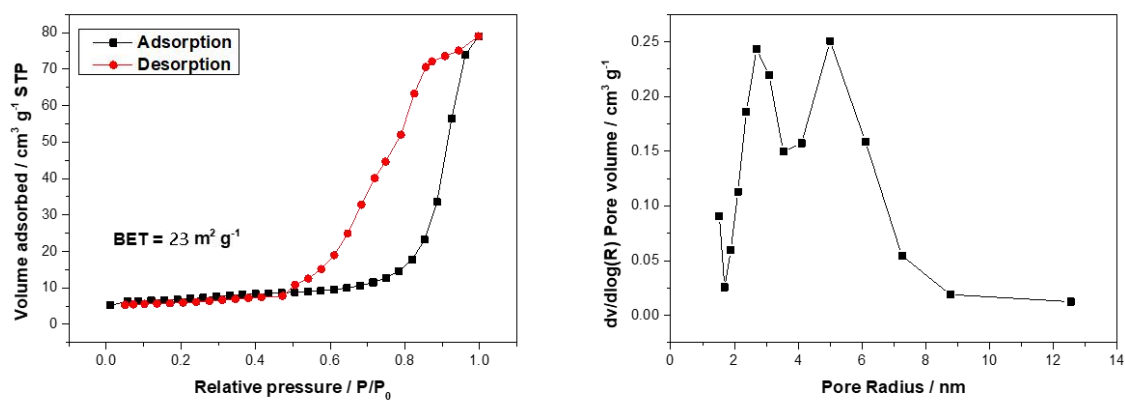 Adsorption
Desorption
BET = 23 m² g⁻¹
Volume adsorbed / cm³ g⁻¹ STP
80
70
60
50
40
30
20
10
0
0.0 0.2 0.4 0.6 0.8 1.0
Relative pressure / P/P₀
dv/dlog(R) Pore volume / cm³ g⁻¹
0.25
0.20
0.15
0.10
0.05
0.00
0 2 4 6 8 10 12 14
Pore Radius / nm